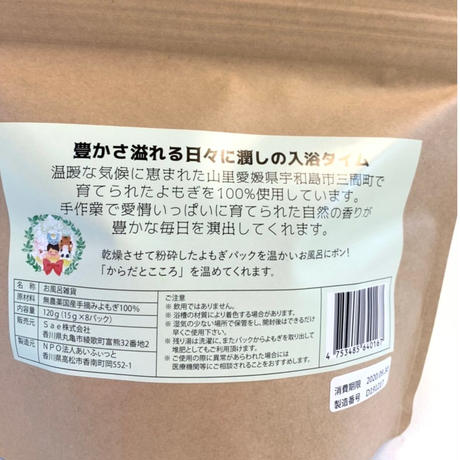 豊かさ溢れる日々に潤しの入浴タイム
温暖な気候に恵まれた山里愛媛県宇和島市三間町で
育てられたよもぎを100%使用しています。
手作業で愛情いっぱいに育てられた自然の香りが
豊かな毎日を演出してくれます。
乾燥させて粉砕したよもぎパックを温かいお風呂にポン!
「からだとこころ」を温めてくれます。
名 称 お風呂雑貨
原材料 無農薬国産手摘みよもぎ100%
内容量 120g(15g×8パック)
販売元 Sae株式会社
香川県丸亀市綾歌町富熊32番地2
製造元 NPO法人あいふぃっと
香川県高松市香南町岡552-1
ご注意
※ 飲用ではありません。
※ 浴槽の材質により着色する場合があります。
※ 湿気の少ない場所で保管をし、開封後はできるだけ
早くご使用ください。
※ 残り湯は洗濯に、またパックからよもぎを取り出して
堆肥としてもご利用頂けます。
※ ご使用の際に異常があらわれた場合には
医療機関等にご相談されることをおすすめします。
4 753485 640167
消費期限 2020.09.30
製造番号